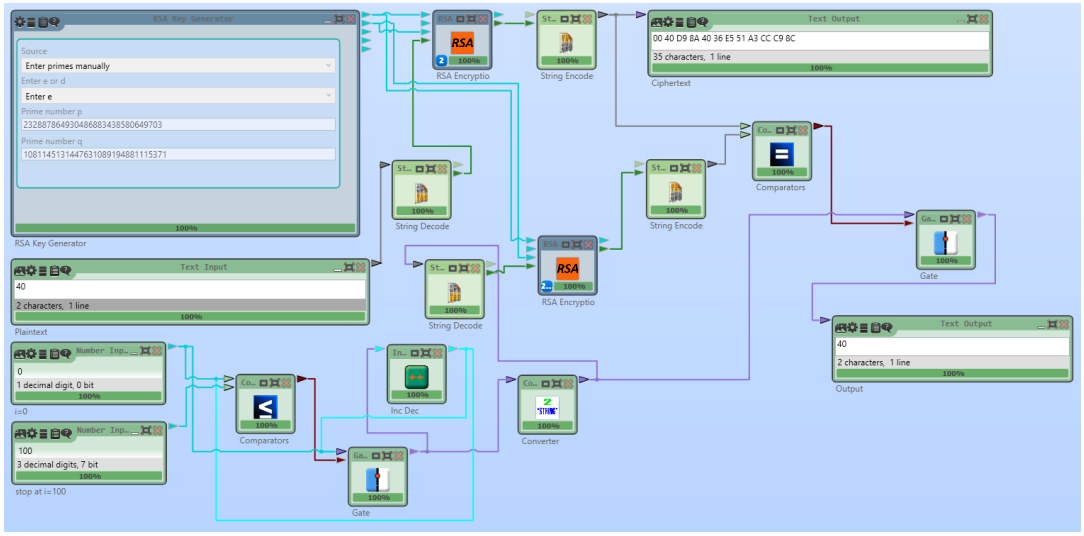 RSA Key Generator
Source
Enter primes manually
Enter e or d
Enter e
Prime number p
232887864930486883438580649703
Prime number q
1081145131447631089194881115371
100%
RSA Key Generator
RSA
RSA
2 100%
RSA Encryptio
St…
100%
String Encode
Text Output
00 40 D9 8A 40 36 E5 51 A3 CC C9 8C
35 characters, 1 line
100%
Ciphertext
St…
100%
String Decode
Co…
=
100%
Comparators
St…
100%
String Encode
Ga…
100%
Gate
Text Input
40
2 characters, 1 line
100%
Plaintext
St…
100%
String Decode
RSA
RSA
2… 100%
RSA Encryptio
Text Output
40
2 characters, 1 line
100%
Output
Number Inp…
0
1 decimal digit, 0 bit
100%
i=0
Co…
≤
100%
Comparators
In…
++
100%
Inc Dec
Co…
2
"STRING"
100%
Converter
Number Inp…
100
3 decimal digits, 7 bit
100%
stop at i=100
Ga…
100%
Gate